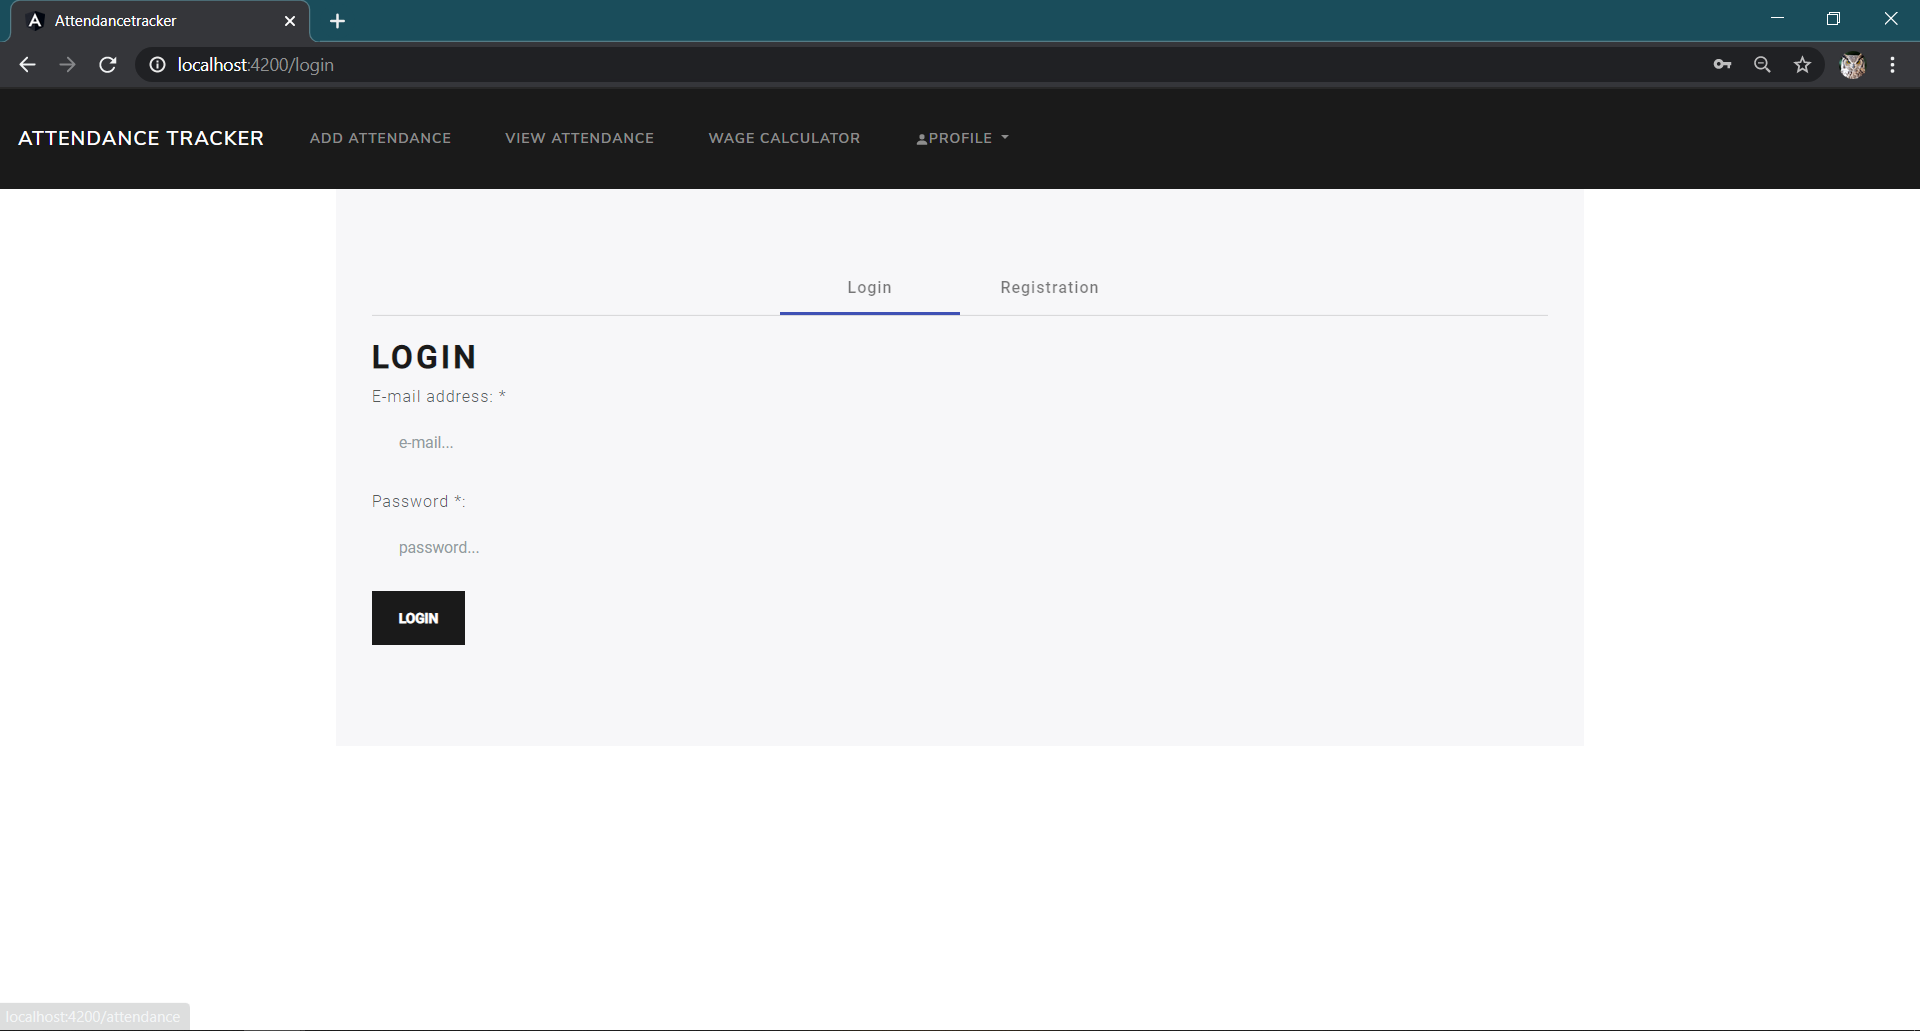 Attendancetracker
localhost:4200/login
ATTENDANCE TRACKER ADD ATTENDANCE VIEW ATTENDANCE WAGE CALCULATOR PROFILE
Login Registration
LOGIN
E-mail address: *
e-mail...
Password *:
password...
LOGIN
localhost:4200/attendance